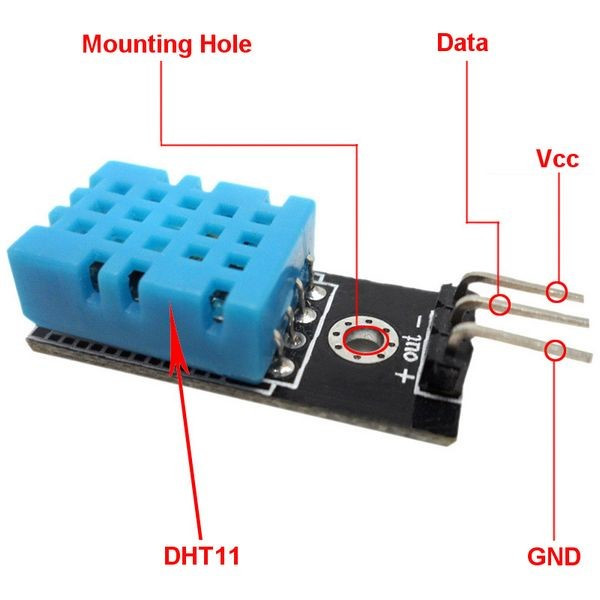 Mounting Hole
Data
Vcc
+ out -
DHT11
GND